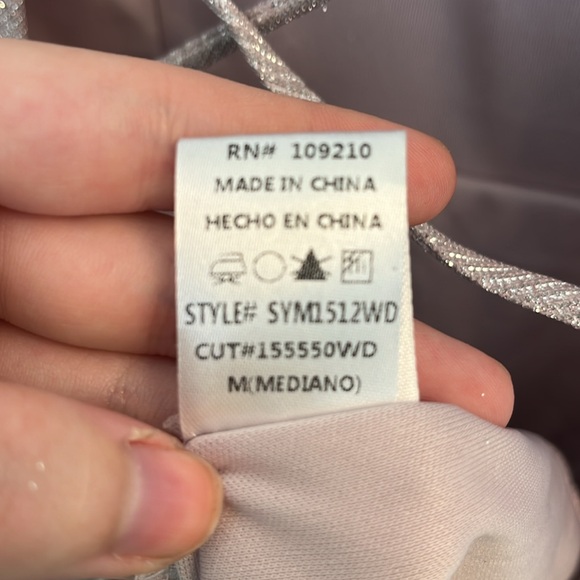 RN# 109210
MADE IN CHINA
HECHO EN CHINA
STYLE# SYM1512WD
CUT#155550WD
M(MEDIANO)